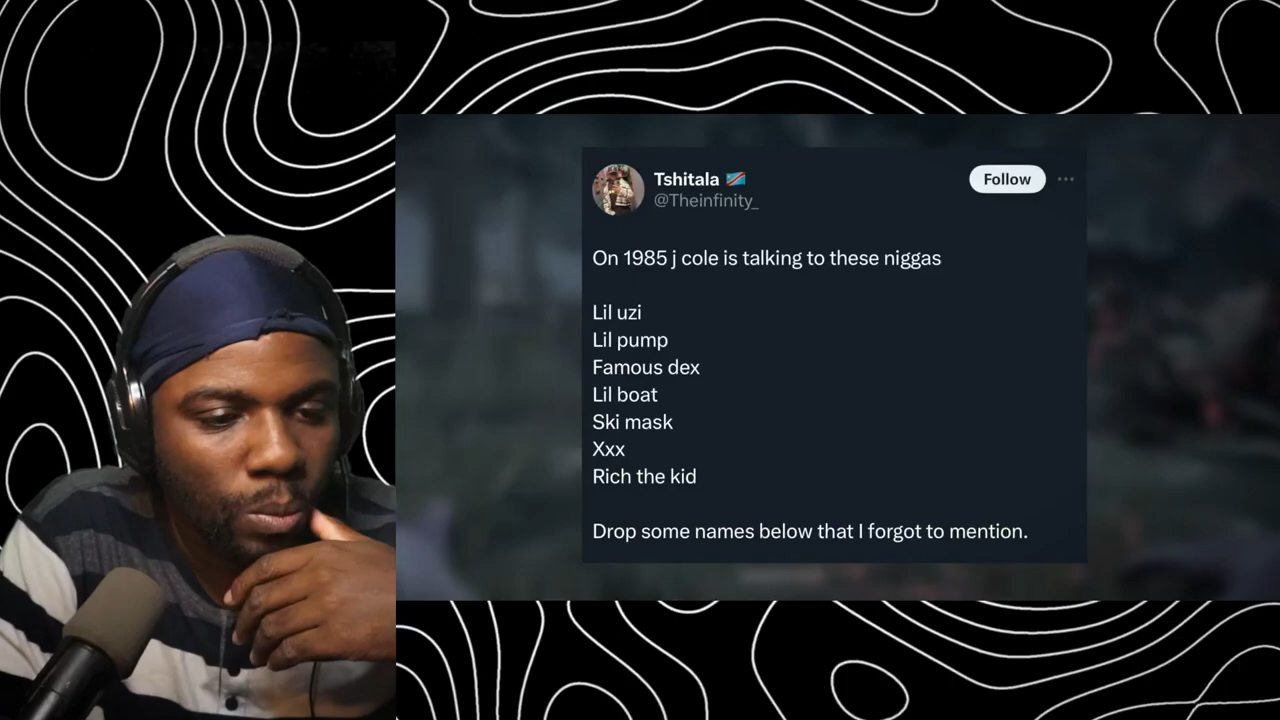 Tshitala
@Theinfinity_
Follow
On 1985 j cole is talking to these niggas
Lil uzi
Lil pump
Famous dex
Lil boat
Ski mask
Xxx
Rich the kid
Drop some names below that I forgot to mention.